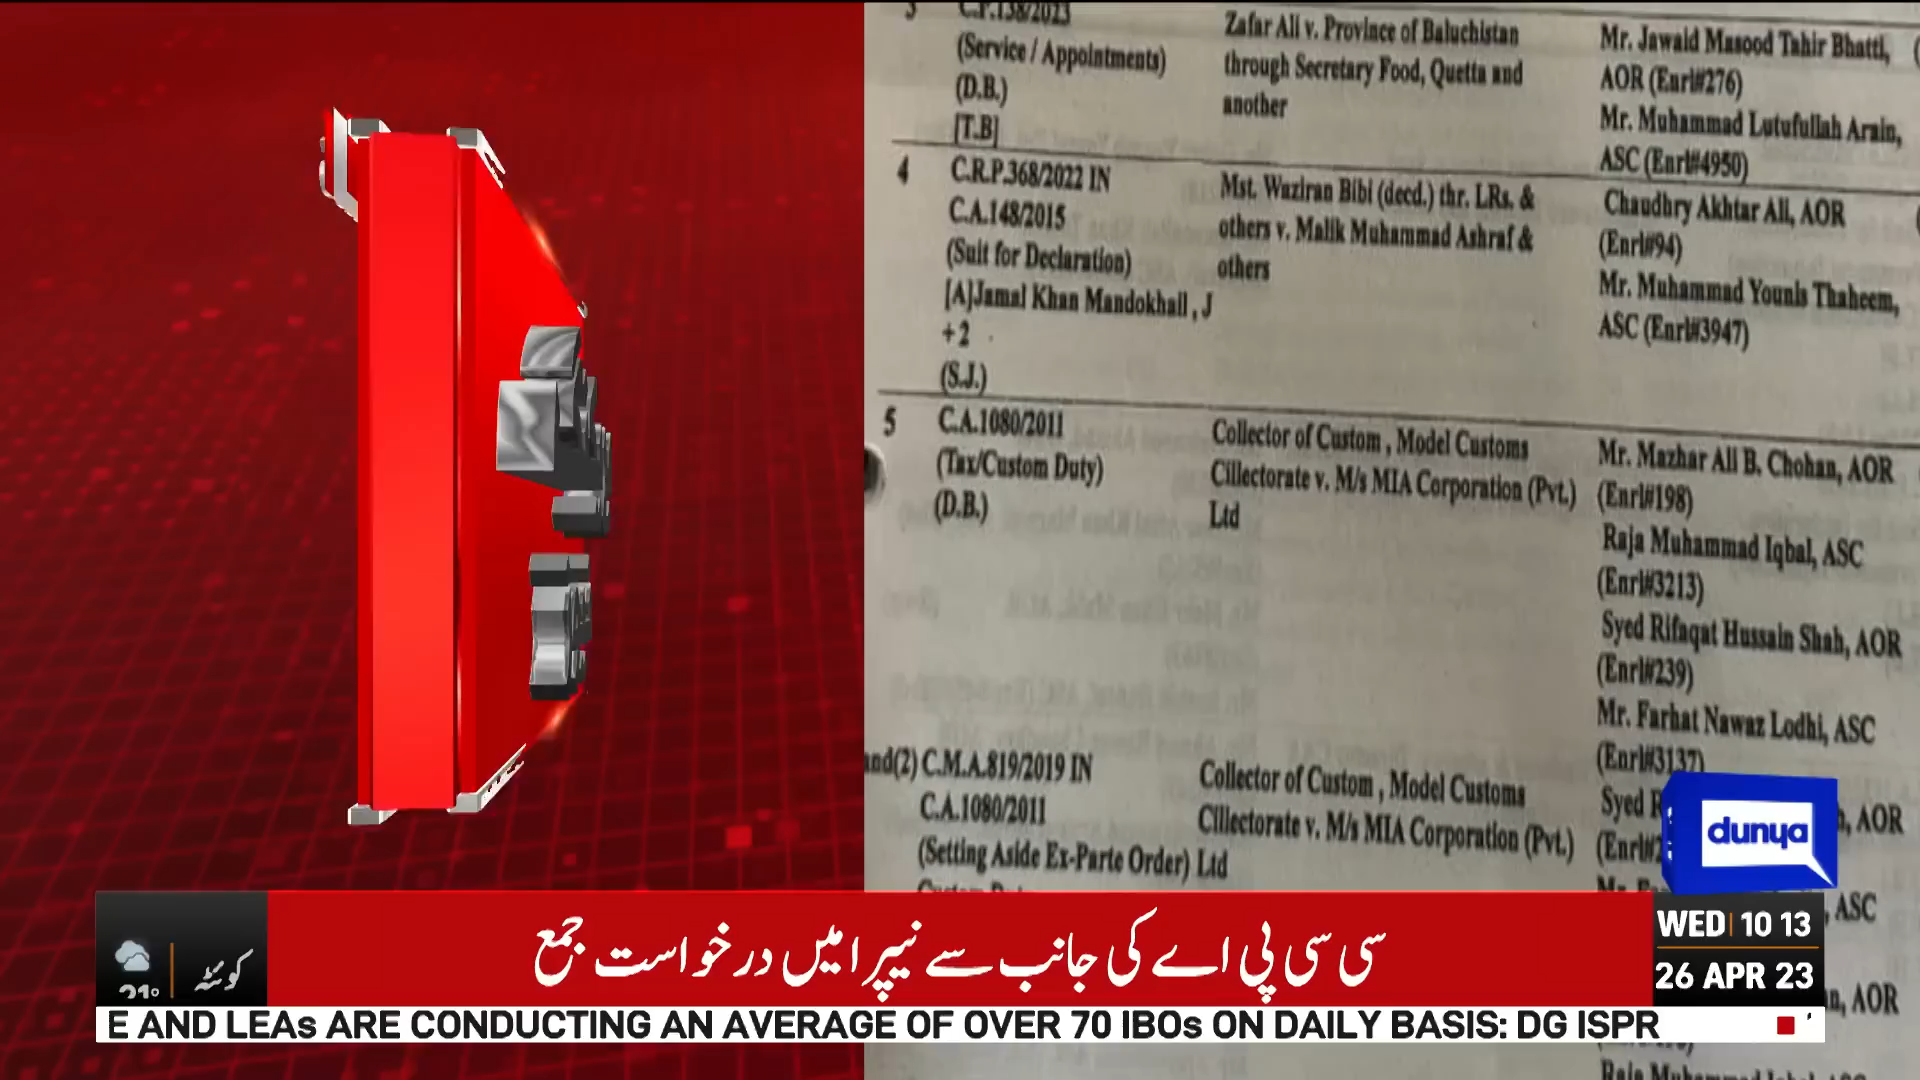 3
C.P.138/2023
(Service / Appointments)
(D.B.)
[T.B]
Zafar Ali v. Province of Baluchistan
through Secretary Food, Quetta and
another
Mr. Jawaid Masood Tahir Bhatti,
AOR (Enrl#276)
Mr. Muhammad Lutufullah Arain,
ASC (Enrl#4950)
4
C.R.P.368/2022 IN
C.A.148/2015
(Suit for Declaration)
[A]Jamal Khan Mandokhail , J
+2
(S.J.)
Mst. Waziran Bibi (decd.) thr. LRs. &
others v. Malik Muhammad Ashraf &
others
Chaudhry Akhtar Ali, AOR
(Enrl#94)
Mr. Muhammad Younis Thaheem,
ASC (Enrl#3947)
5
C.A.1080/2011
(Tax/Custom Duty)
(D.B.)
Collector of Custom , Model Customs
Cillectorate v. M/s MIA Corporation (Pvt.)
Ltd
Mr. Mazhar Ali B. Chohan, AOR
(Enrl#198)
Raja Muhammad Iqbal, ASC
(Enrl#3213)
Syed Rifaqat Hussain Shah, AOR
(Enrl#239)
Mr. Farhat Nawaz Lodhi, ASC
(Enrl#3137)
and(2) C.M.A.819/2019 IN
C.A.1080/2011
(Setting Aside Ex-Parte Order)
Collector of Custom , Model Customs
Cillectorate v. M/s MIA Corporation (Pvt.)
Ltd
Syed
, AOR
(Enrl#
, ASC
, AOR
Raja Muhammad
dunya
WED 10 13
26 APR 23
کوئٹہ
21°
سی سی پی اے کی جانب سے نیپرا میں درخواست جمع
E AND LEAs ARE CONDUCTING AN AVERAGE OF OVER 70 IBOs ON DAILY BASIS: DG ISPR